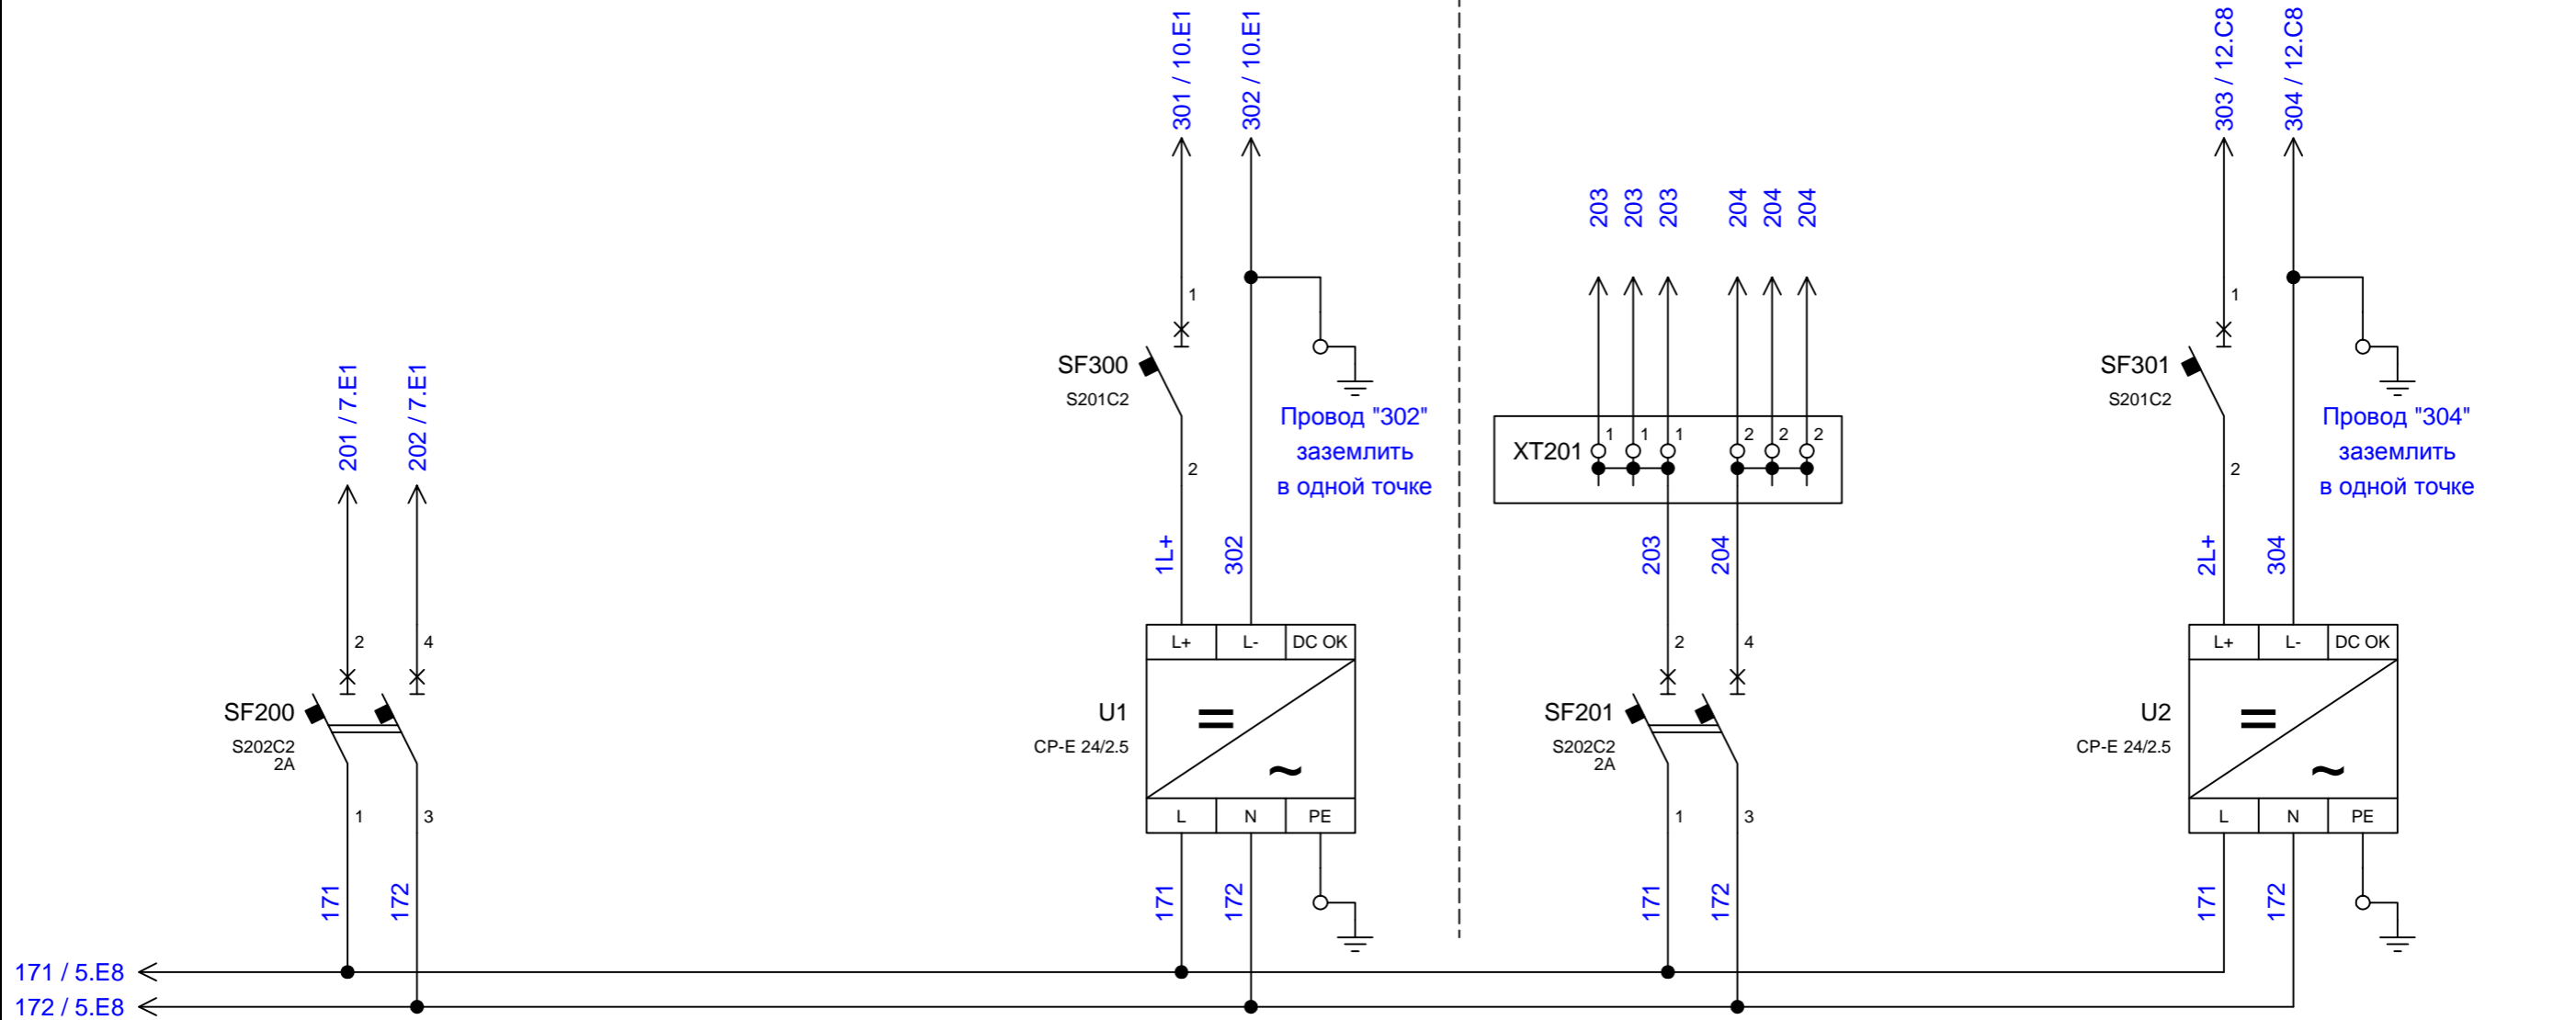 301 / 10.E1
302 / 10.E1
303 / 12.C8
304 / 12.C8
203
203
203
204
204
204
1
1
201 / 7.E1
202 / 7.E1
SF300
S201C2
2
Провод "302"
заземлить
в одной точке
XT201
1
1
1
2
2
2
SF301
S201C2
2
Провод "304"
заземлить
в одной точке
1L+
302
203
204
2L+
304
2
4
L+
L-
DC OK
2
4
L+
L-
DC OK
SF200
S202C2
2A
U1
CP-E 24/2.5
=
~
SF201
S202C2
2A
U2
CP-E 24/2.5
=
~
1
3
L
N
PE
1
3
L
N
PE
171
172
171
172
171
172
171
172
171 / 5.E8
172 / 5.E8